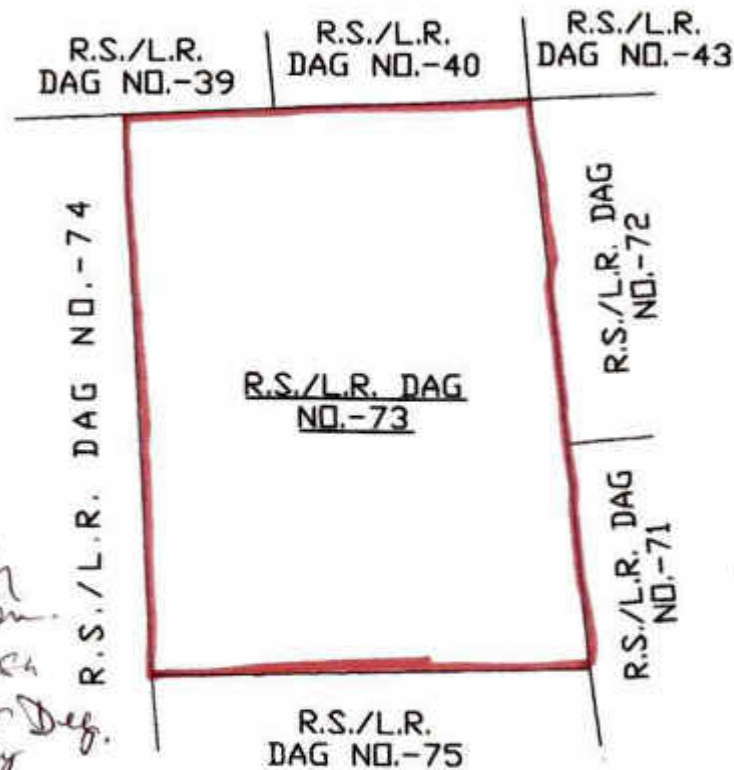 R.S./L.R.
DAG NO.-39
R.S./L.R.
DAG NO.-40
R.S./L.R.
DAG NO.-43
R.S./L.R. DAG NO.-74
R.S./L.R. DAG
NO.-73
R.S./L.R. DAG
NO.-72
R.S./L.R. DAG
NO.-71
R.S./L.R.
DAG NO.-75